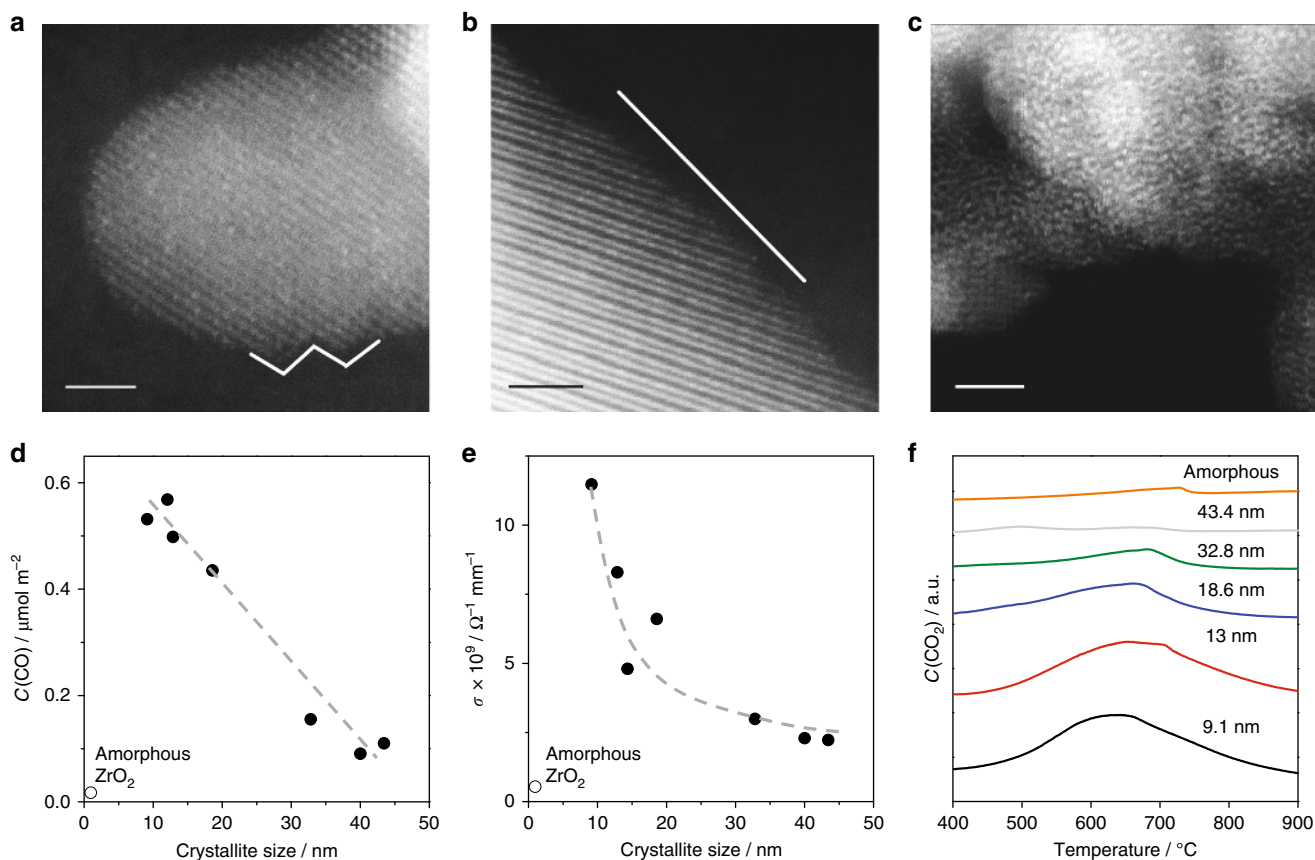 a
b
c
d
C(CO) / μmol m⁻²
0.6
0.4
0.2
0.0
Amorphous
ZrO₂
0 10 20 30 40 50
Crystallite size / nm
e
σ × 10⁹ / Ω⁻¹ mm⁻¹
10
5
0
Amorphous
ZrO₂
0 10 20 30 40 50
Crystallite size / nm
f
C(CO₂) / a.u.
Amorphous
43.4 nm
32.8 nm
18.6 nm
13 nm
9.1 nm
400 500 600 700 800 900
Temperature / °C